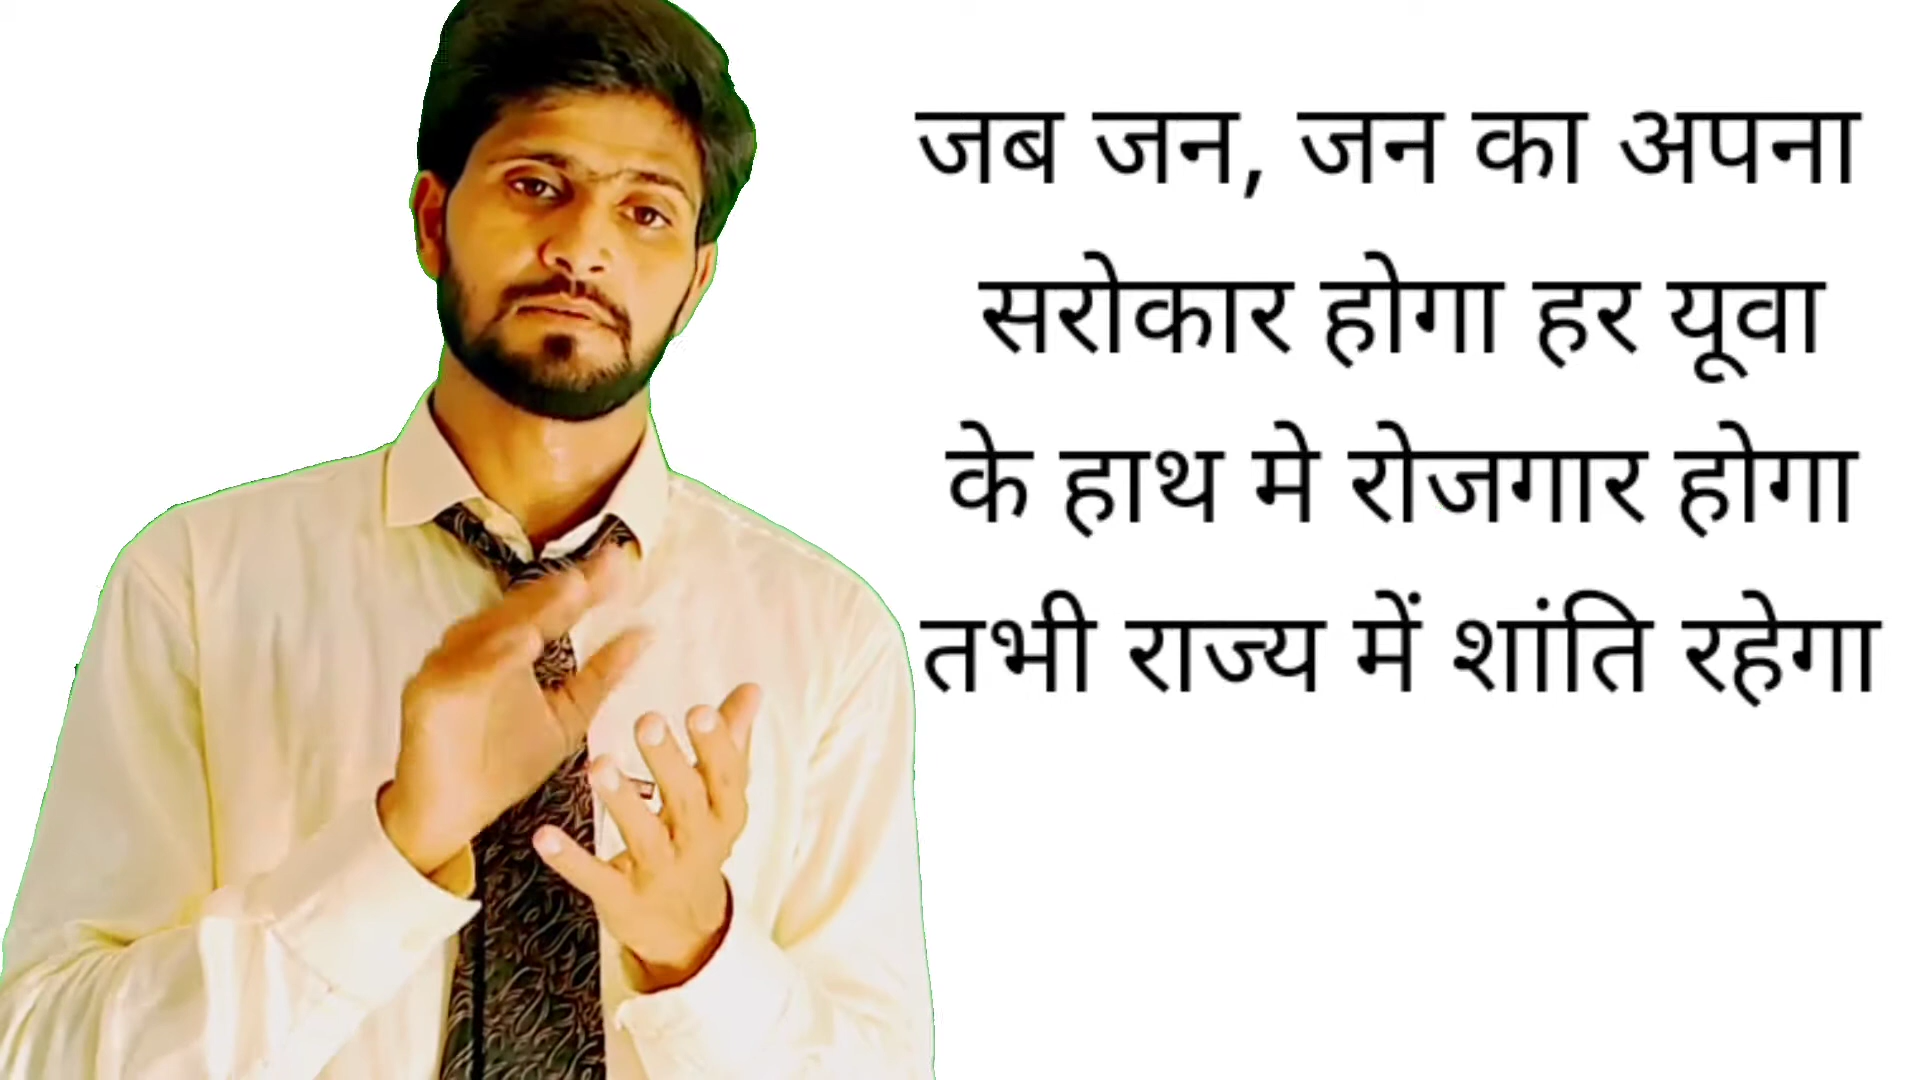 जब जन, जन का अपना
सरोकार होगा हर यूवा
के हाथ मे रोजगार होगा
तभी राज्य में शांति रहेगा